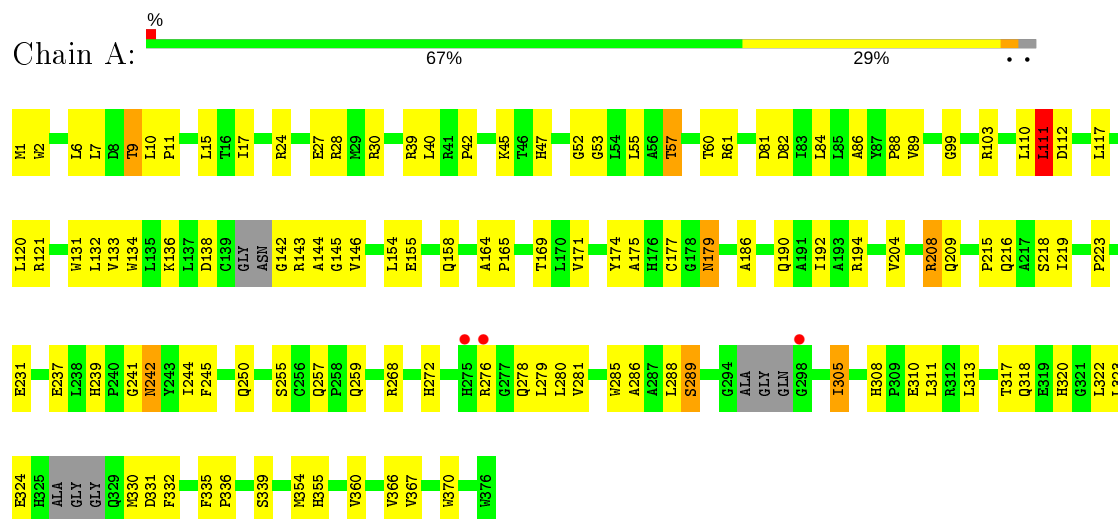 %
Chain A:
67% 29% • •
M1 W2 L6 L7 D8 T9 L10 P11 L15 T16 I17 R24 E27 R28 M29 R30 R39 L40 R41 P42 K45 T46 H47 G52 G53 L54 L55 A56 T57 T60 R61 D81 D82 I83 L84 L85 A86 Y87 P88 V89 G99 R103 L110 L111 D112 L117
L120 R121 W131 L132 V133 W134 L135 K136 L137 D138 C139 GLY ASN G142 R143 A144 G145 V146 L154 E155 Q158 A164 P165 T169 L170 V171 Y174 A175 H176 C177 G178 N179 A186 Q190 A191 I192 A193 R194 V204 R208 Q209 P215 Q216 A217 S218 I219 P223
E231 E237 L238 H239 P240 G241 N242 Y243 I244 F245 Q250 S255 C256 Q257 P258 Q259 R268 H272 H275 R276 G277 Q278 L279 L280 V281 W285 A286 A287 L288 S289 G294 ALA GLY GLN G298 I305 H308 P309 E310 L311 R312 L313 T317 Q318 E319 H320 G321 L322
E324 H325 ALA GLY GLY Q329 M330 D331 F332 F335 P336 S339 M354 H355 V360 V366 V367 W370 W376